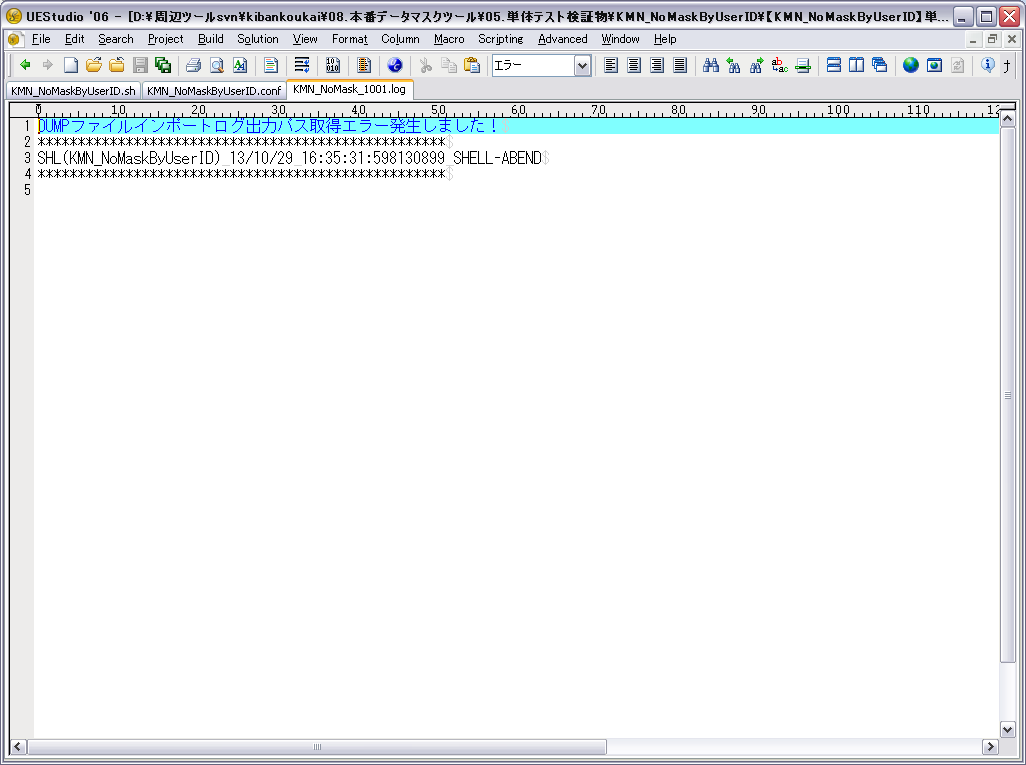 UEStudio '06 - [D:¥周辺ツールsvn¥kibankoukai¥08.本番データマスクツール¥05.単体テスト検証物¥KMN_NoMaskByUserID¥【KMN_NoMaskByUserID】単...
File Edit Search Project Build Solution View Format Column Macro Scripting Advanced Window Help
エラー
KMN_NoMaskByUserID.sh KMN_NoMaskByUserID.conf KMN_NoMask_1001.log
0 10 20 30 40 50 60 70 80 90 100 110 12
1 DUMPファイルインポートログ出力パス取得エラー発生しました！
2 ***************************************************$
3 SHL(KMN_NoMaskByUserID)_13/10/29_16:35:31:598130899_SHELL-ABEND$
4 ***************************************************$
5